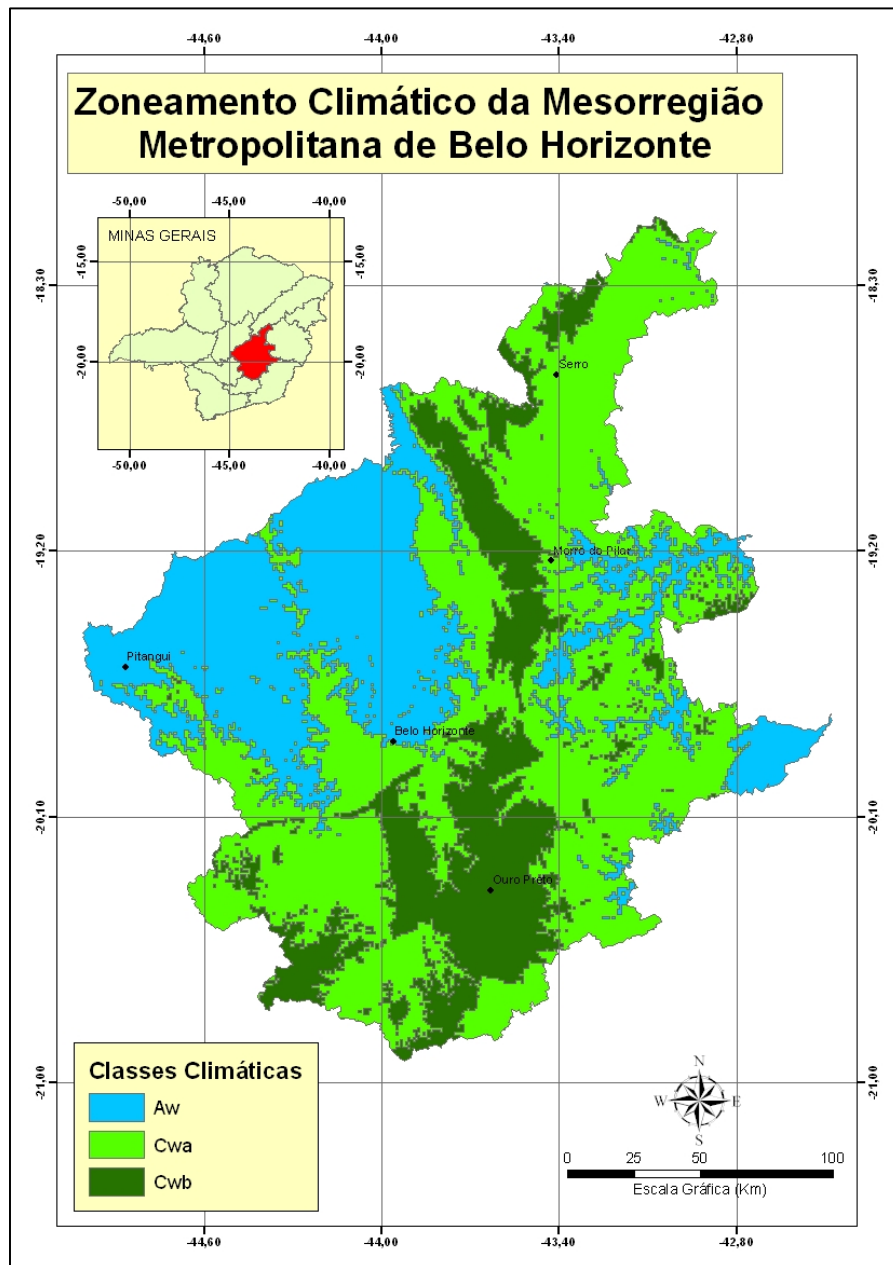 -44,60 -44,00 -43,40 -42,80
Zoneamento Climático da Mesorregião
Metropolitana de Belo Horizonte
-50,00 -45,00 -40,00
MINAS GERAIS
-15,00 -15,00
-20,00 -20,00
-50,00 -45,00 -40,00
-18,30 -18,30
Serro
-19,20 -19,20
Morro do Pilar
Pitangui
Belo Horizonte
-20,10 -20,10
Ouro Prêto
-21,00 -21,00
Classes Climáticas
Aw
Cwa
Cwb
N
W E
S
0 25 50 100
Escala Gráfica (Km)
-44,60 -44,00 -43,40 -42,80